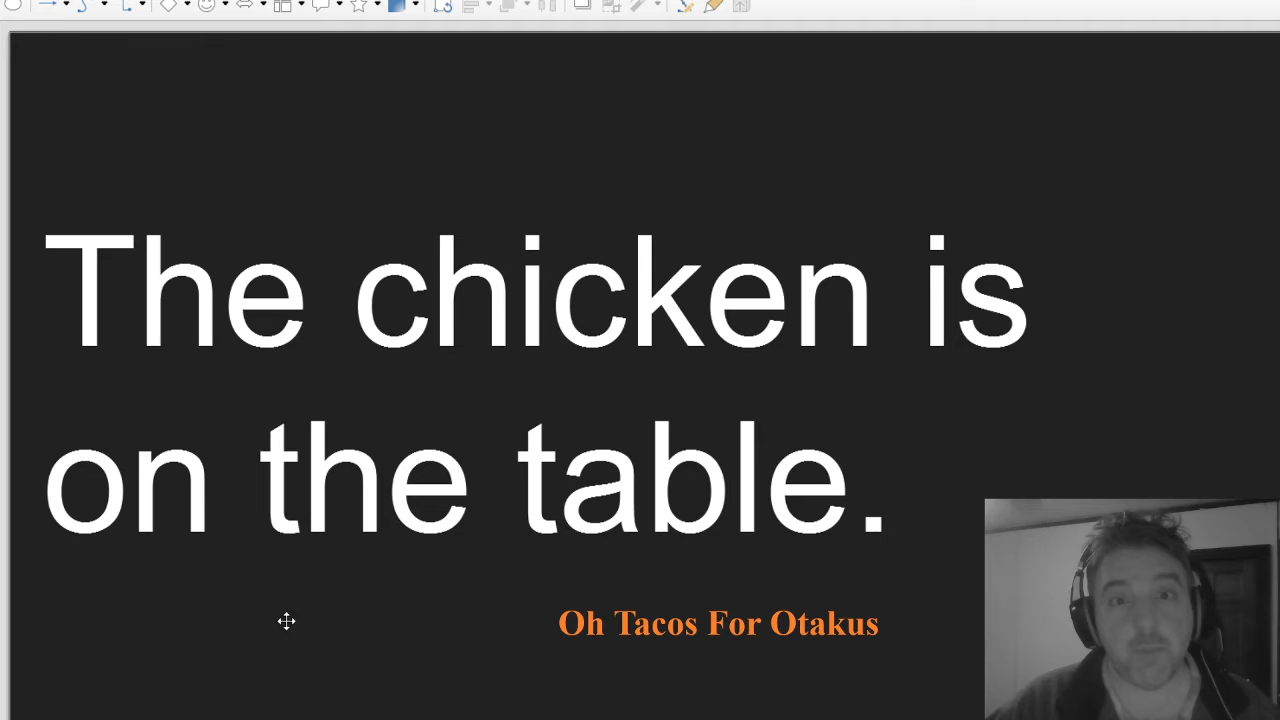 The chicken is
on the table.
Oh Tacos For Otakus